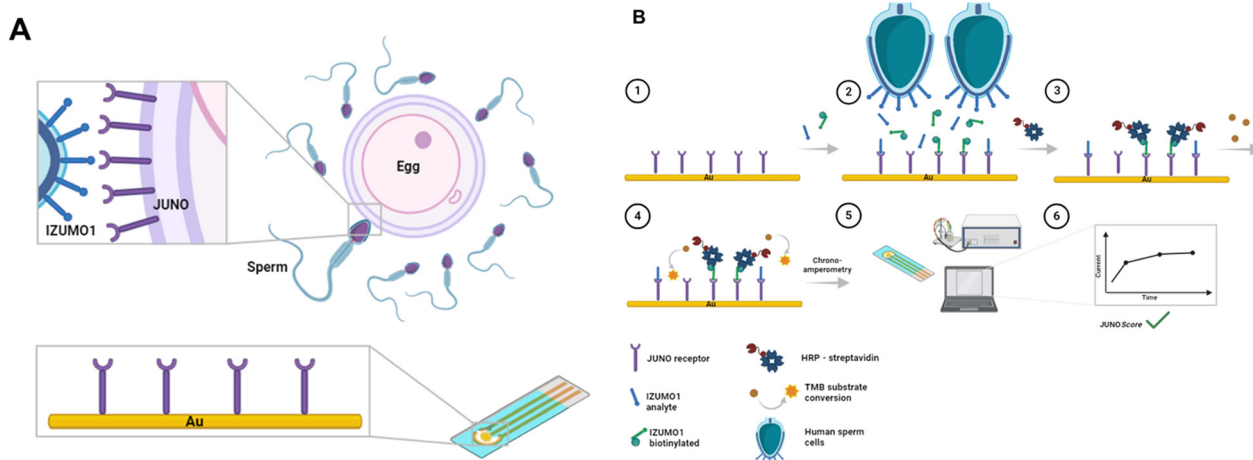 A
JUNO
IZUMO1
Egg
Sperm
Au
B
1
2
3
Au
Au
Au
4
5
6
Au
Chrono-
amperometry
Current
Time
JUNOScore
JUNO receptor
HRP - streptavidin
IZUMO1
analyte
TMB substrate
conversion
IZUMO1
biotinylated
Human sperm
cells